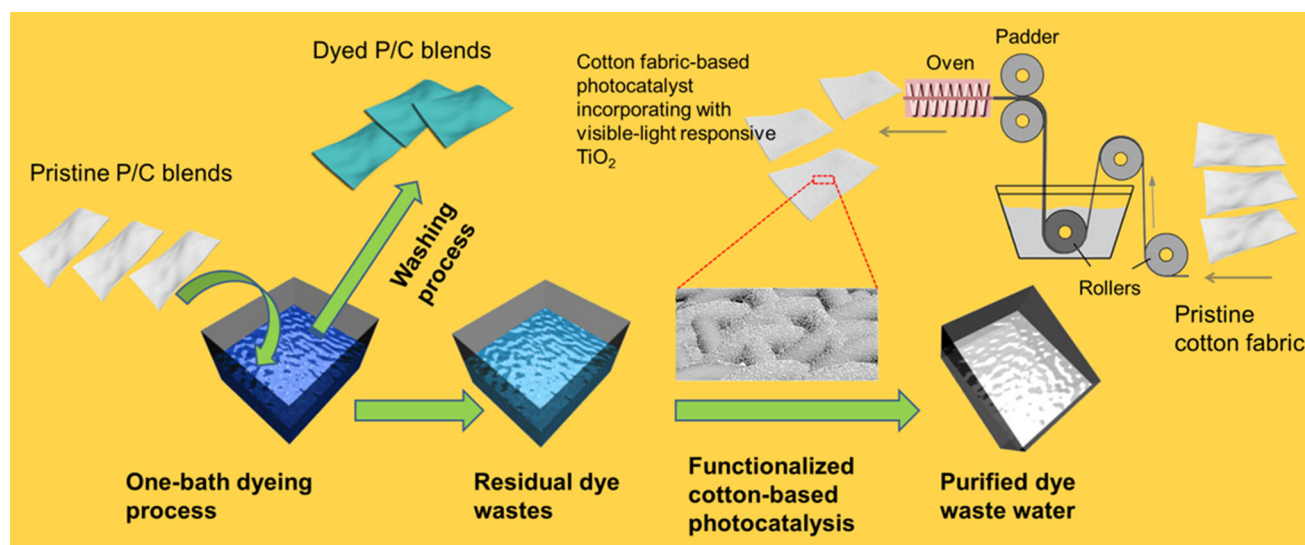 Dyed P/C blends
Pristine P/C blends
Washing
process
Cotton fabric-based
photocatalyst
incorporating with
visible-light responsive
TiO₂
Oven
Padder
Rollers
Pristine
cotton fabric
One-bath dyeing
process
Residual dye
wastes
Functionalized
cotton-based
photocatalysis
Purified dye
waste water